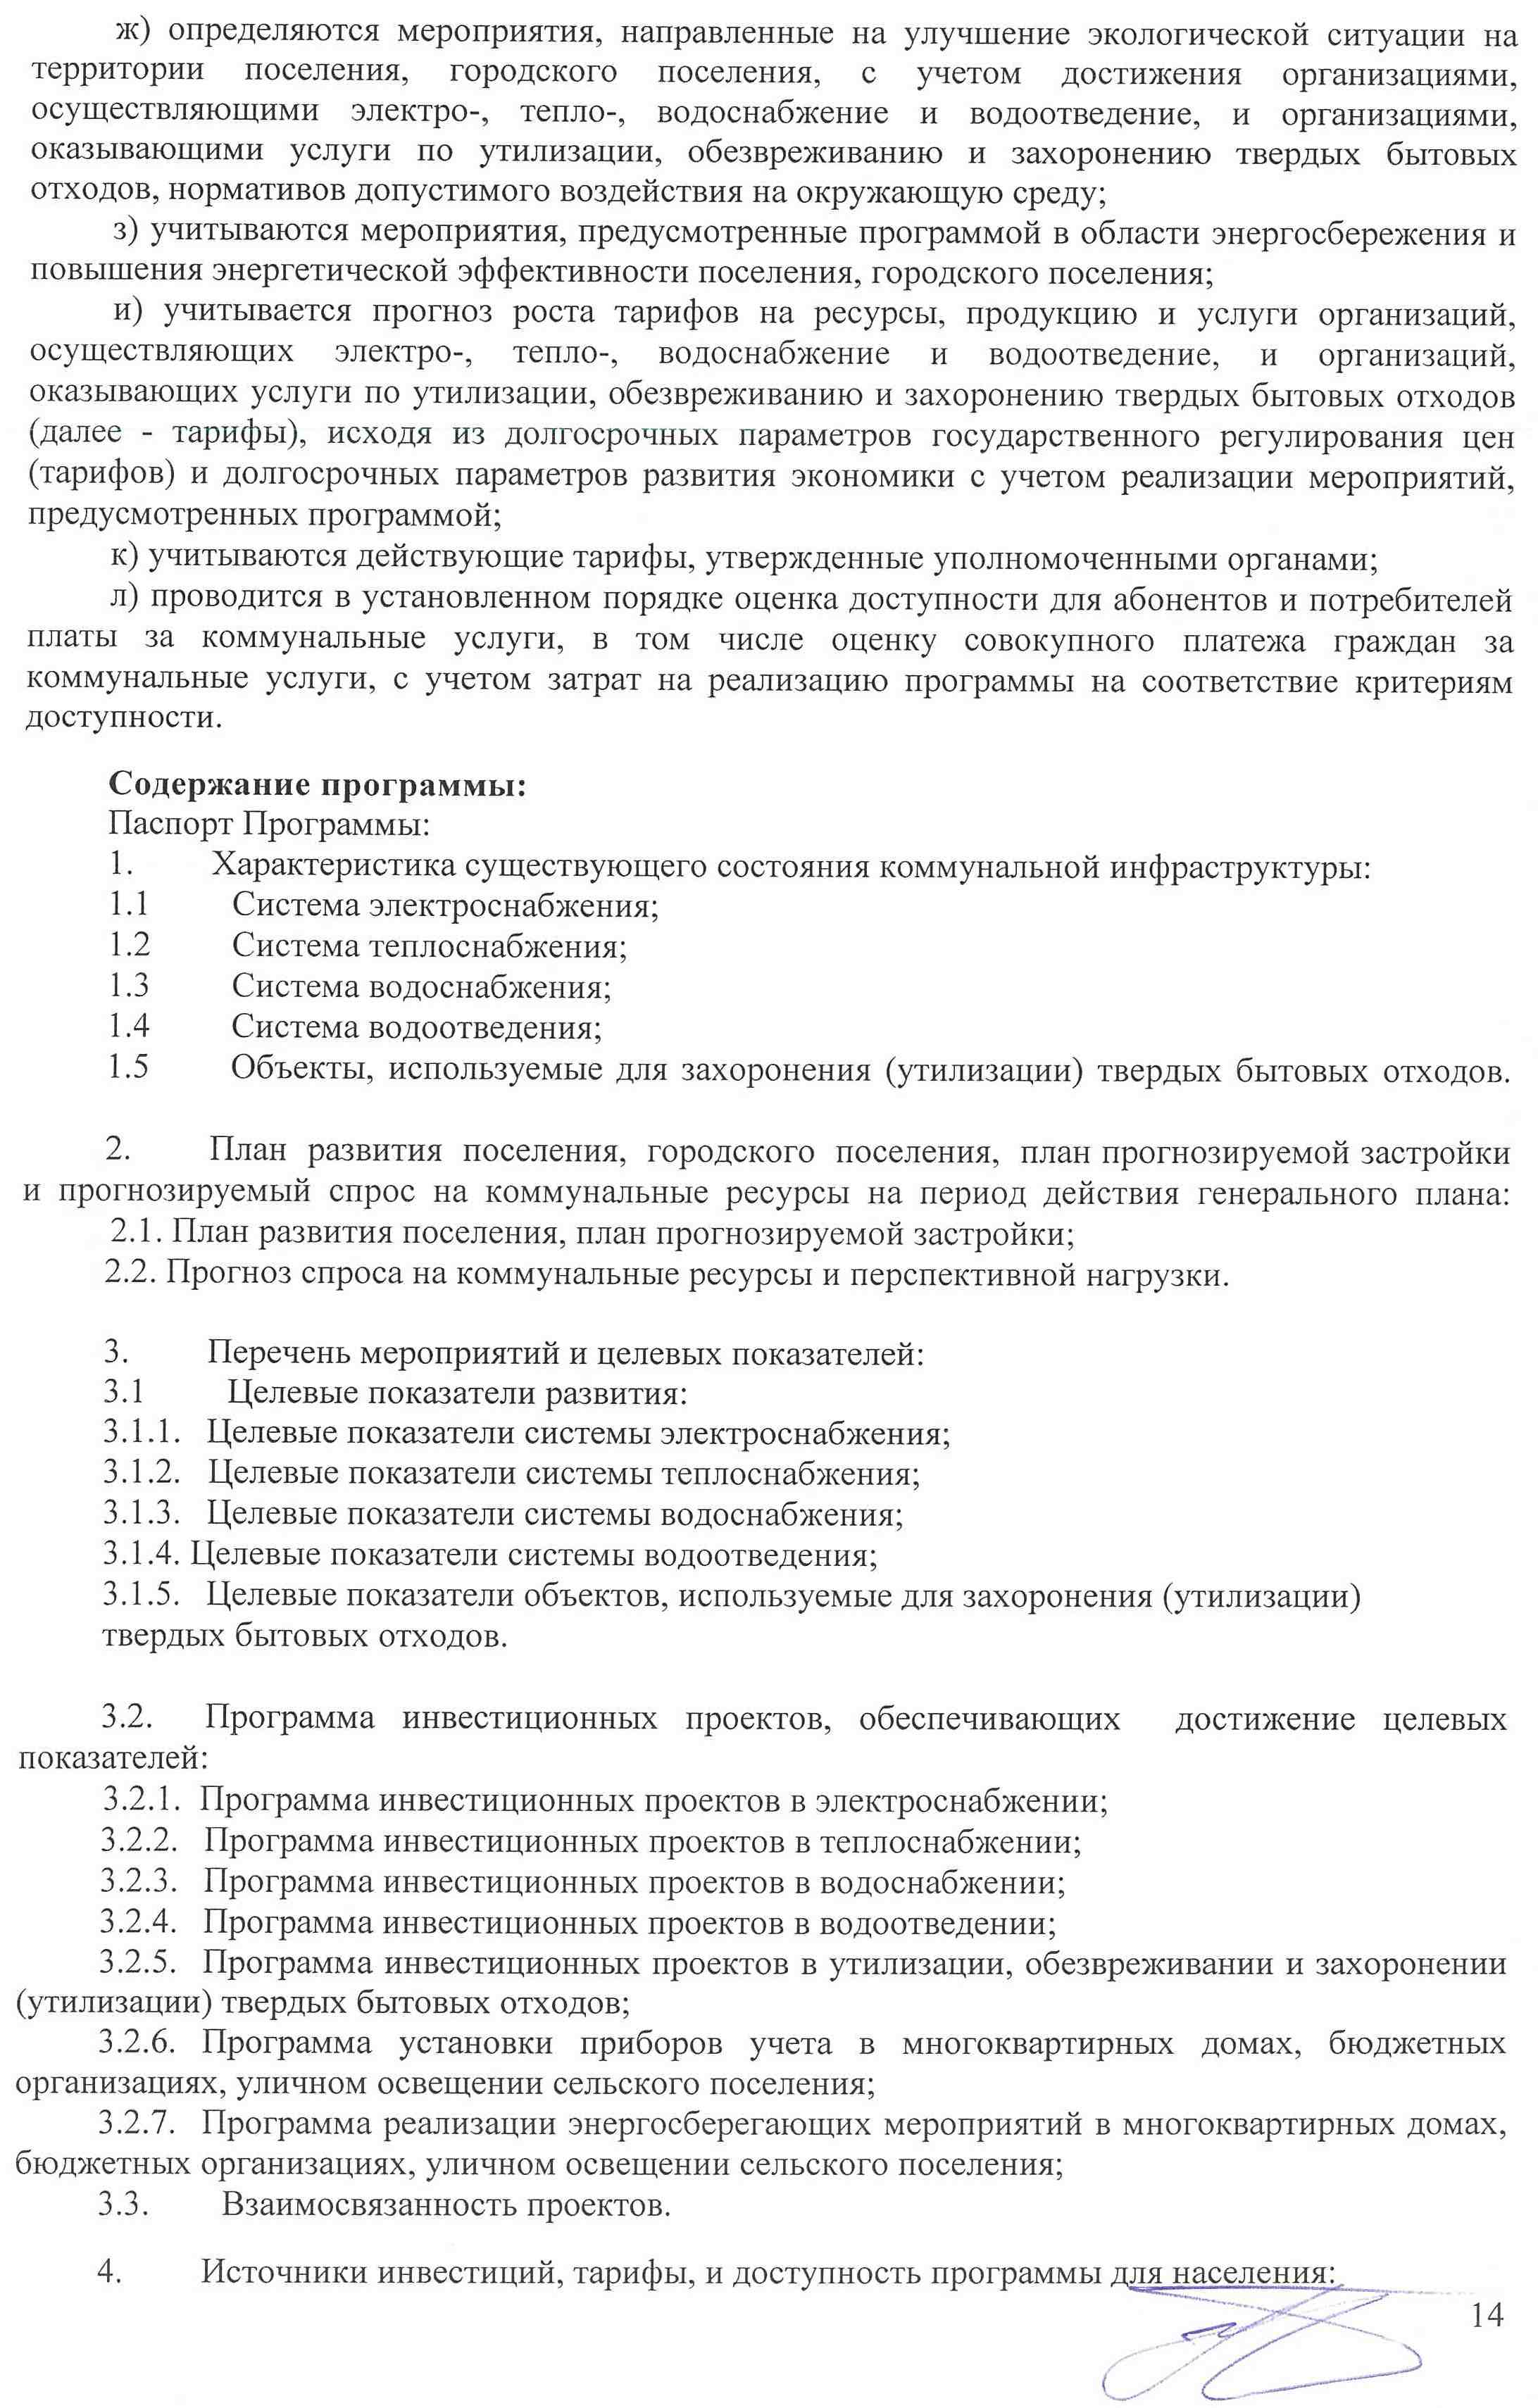 ж) определяются мероприятия, направленные на улучшение экологической ситуации на
территории поселения, городского поселения, с учетом достижения организациями,
осуществляющими электро-, тепло-, водоснабжение и водоотведение, и организациями,
оказывающими услуги по утилизации, обезвреживанию и захоронению твердых бытовых
отходов, нормативов допустимого воздействия на окружающую среду;
з) учитываются мероприятия, предусмотренные программой в области энергосбережения и
повышения энергетической эффективности поселения, городского поселения;
и) учитывается прогноз роста тарифов на ресурсы, продукцию и услуги организаций,
осуществляющих электро-, тепло-, водоснабжение и водоотведение, и организаций,
оказывающих услуги по утилизации, обезвреживанию и захоронению твердых бытовых отходов
(далее - тарифы), исходя из долгосрочных параметров государственного регулирования цен
(тарифов) и долгосрочных параметров развития экономики с учетом реализации мероприятий,
предусмотренных программой;
к) учитываются действующие тарифы, утвержденные уполномоченными органами;
л) проводится в установленном порядке оценка доступности для абонентов и потребителей
платы за коммунальные услуги, в том числе оценку совокупного платежа граждан за
коммунальные услуги, с учетом затрат на реализацию программы на соответствие критериям
доступности.
Содержание программы:
Паспорт Программы:
1. Характеристика существующего состояния коммунальной инфраструктуры:
1.1 Система электроснабжения;
1.2 Система теплоснабжения;
1.3 Система водоснабжения;
1.4 Система водоотведения;
1.5 Объекты, используемые для захоронения (утилизации) твердых бытовых отходов.
2. План развития поселения, городского поселения, план прогнозируемой застройки
и прогнозируемый спрос на коммунальные ресурсы на период действия генерального плана:
2.1. План развития поселения, план прогнозируемой застройки;
2.2. Прогноз спроса на коммунальные ресурсы и перспективной нагрузки.
3. Перечень мероприятий и целевых показателей:
3.1 Целевые показатели развития:
3.1.1. Целевые показатели системы электроснабжения;
3.1.2. Целевые показатели системы теплоснабжения;
3.1.3. Целевые показатели системы водоснабжения;
3.1.4. Целевые показатели системы водоотведения;
3.1.5. Целевые показатели объектов, используемые для захоронения (утилизации)
твердых бытовых отходов.
3.2. Программа инвестиционных проектов, обеспечивающих достижение целевых
показателей:
3.2.1. Программа инвестиционных проектов в электроснабжении;
3.2.2. Программа инвестиционных проектов в теплоснабжении;
3.2.3. Программа инвестиционных проектов в водоснабжении;
3.2.4. Программа инвестиционных проектов в водоотведении;
3.2.5. Программа инвестиционных проектов в утилизации, обезвреживании и захоронении
(утилизации) твердых бытовых отходов;
3.2.6. Программа установки приборов учета в многоквартирных домах, бюджетных
организациях, уличном освещении сельского поселения;
3.2.7. Программа реализации энергосберегающих мероприятий в многоквартирных домах,
бюджетных организациях, уличном освещении сельского поселения;
3.3. Взаимосвязанность проектов.
4. Источники инвестиций, тарифы, и доступность программы для населения:
14